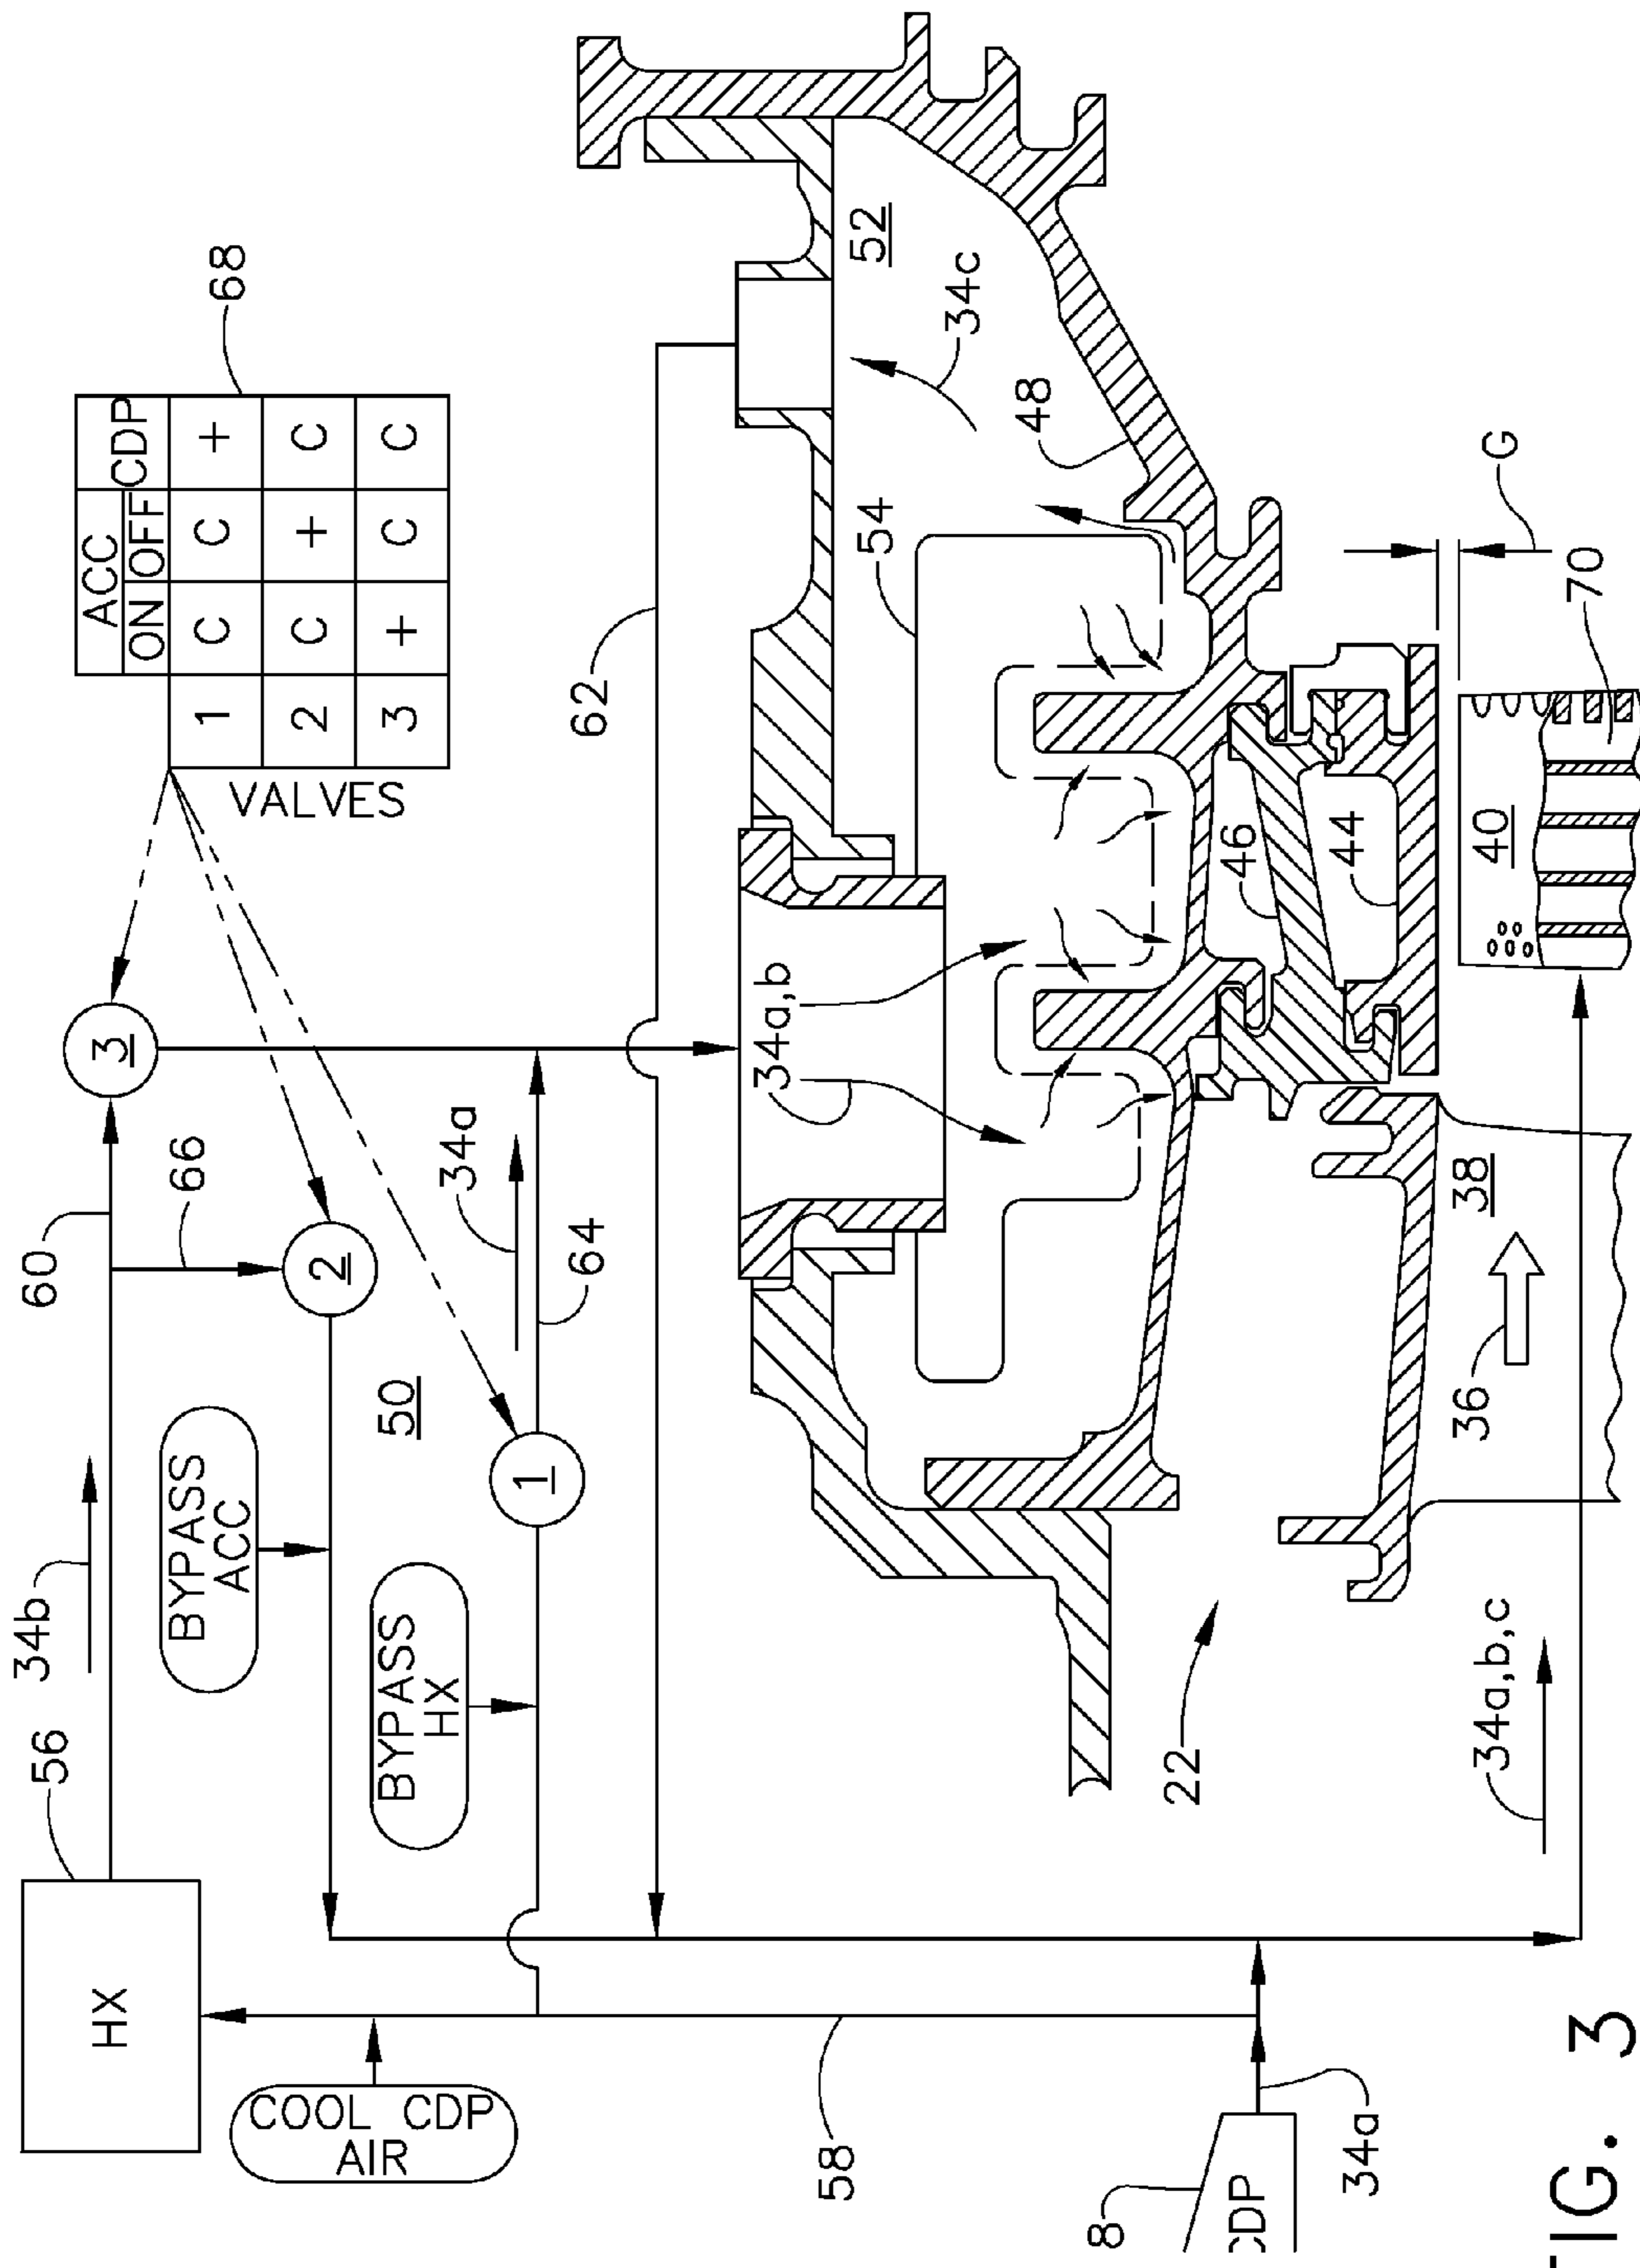 56
34b
60
HX
3
66
BYPASS
ACC
2
ACC
CDP
ON
OFF
1
C
C
+
2
C
+
C
3
+
C
C
68
VALVES
COOL CDP
AIR
BYPASS
HX
50
1
34a
64
62
58
34a,b
54
52
34c
48
8
CDP
34a
22
46
44
G
36
38
40
70
34a,b,c
FIG. 3